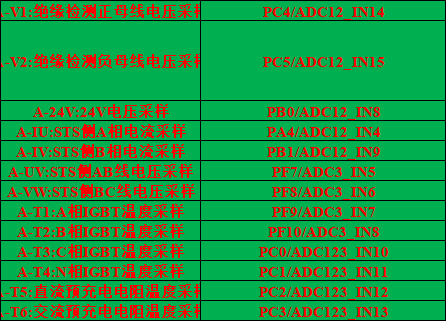 A-V1:绝缘检测正母线电压采样 PC4/ADC12_IN14
A-V2:绝缘检测负母线电压采样 PC5/ADC12_IN15
A-24V:24V电压采样 PB0/ADC12_IN8
A-IU:STS侧A相电流采样 PA4/ADC12_IN4
A-IV:STS侧B相电流采样 PB1/ADC12_IN9
A-UV:STS侧AB线电压采样 PF7/ADC3_IN5
A-VW:STS侧BC线电压采样 PF8/ADC3_IN6
A-T1:A相IGBT温度采样 PF9/ADC3_IN7
A-T2:B相IGBT温度采样 PF10/ADC3_IN8
A-T3:C相IGBT温度采样 PC0/ADC123_IN10
A-T4:N相IGBT温度采样 PC1/ADC123_IN11
A-T5:直流预充电电阻温度采样 PC2/ADC123_IN12
A-T6:交流预充电电阻温度采样 PC3/ADC123_IN13